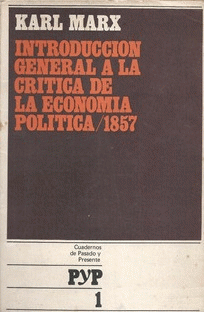 KARL MARX
INTRODUCCION
GENERAL A LA
CRITICA DE
LA ECONOMIA
POLITICA/1857
Cuadernos
de Pasado y
Presente
PYP
1